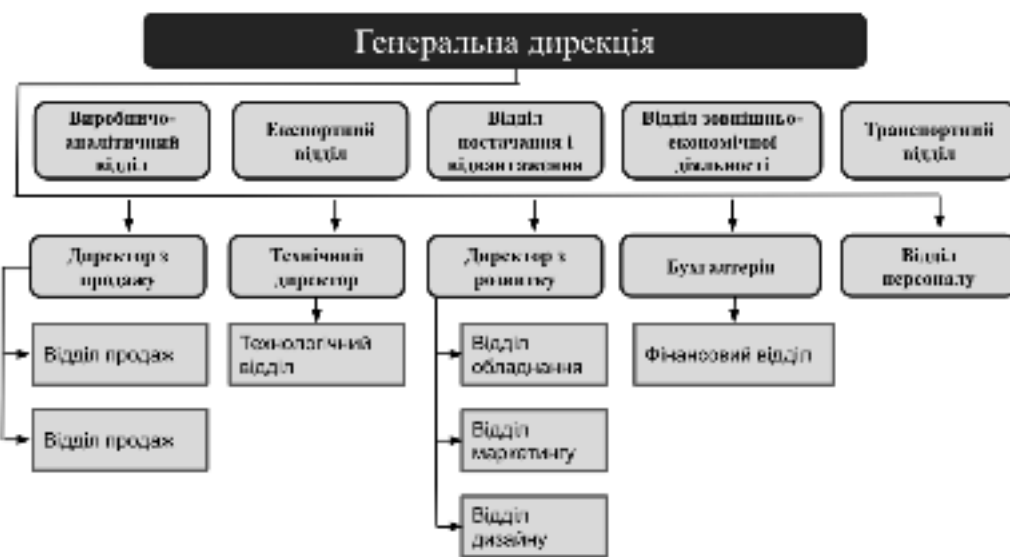 Генеральна дирекція
Виробничо-
аналітичний
відділ
Експортний
відділ
Відділ
постачання і
відвантаження
Відділ зовнішньо-
економічної
діяльності
Транспортний
відділ
Директор з
продажу
Технічний
директор
Директор з
розвитку
Бухгалтерія
Відділ
персоналу
Відділ продаж
Технологічний
відділ
Відділ
обладнання
Фінансовий відділ
Відділ продаж
Відділ
маркетингу
Відділ
дизайну